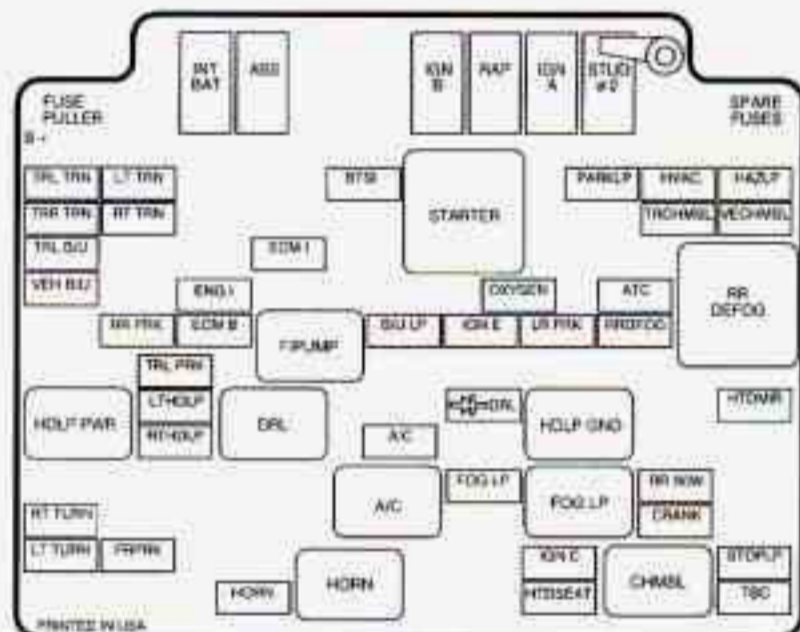 INT
BAT
ABS
IGN
B
RAP
IGN
A
STUD
#2
FUSE
PULLER
SPARE
FUSES
B+
TRL TRN
LT TRN
BTSI
STARTER
PARKLP
HVAC
HAZLP
TRR TRN
RT TRN
TRCHMSL
VECHMSL
TRL B/U
ECM I
VEH B/U
ENG I
OXYSEN
ATC
RR
DEFOG
RR PRK
ECM B
F/PUMP
B/U LP
IGN E
LR PRK
RRDFOG
TRL PRK
HDLP PWR
LTHDLP
DRL
DRL
HDLP GND
HTDMIR
RTHDLP
A/C
A/C
FOG LP
FOG LP
RR W/W
CRANK
RT TURN
LT TURN
FRPRK
HORN
HORN
IGN C
CHMSL
STOPLP
HTDSEAT
TBC
PRINTED IN USA